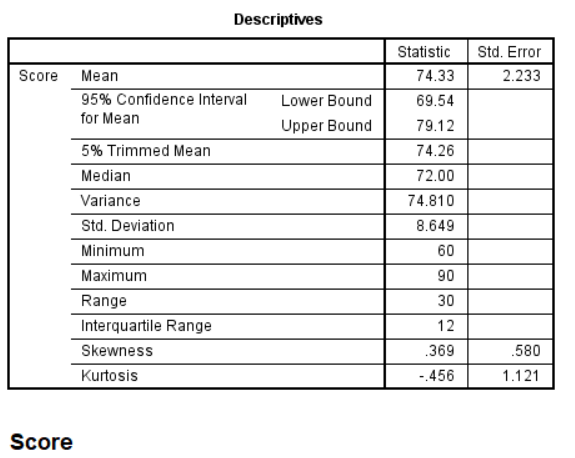 Descriptives
Statistic Std. Error
Score Mean 74.33 2.233
95% Confidence Interval for Mean Lower Bound 69.54
Upper Bound 79.12
5% Trimmed Mean 74.26
Median 72.00
Variance 74.810
Std. Deviation 8.649
Minimum 60
Maximum 90
Range 30
Interquartile Range 12
Skewness .369 .580
Kurtosis -.456 1.121
Score